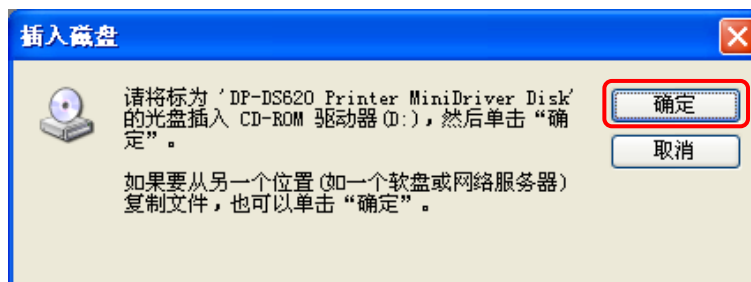 插入磁盘
请将标为 'DP-DS620 Printer MiniDriver Disk'
的光盘插入 CD-ROM 驱动器(D:)，然后单击“确
定”。
如果要从另一个位置(如一个软盘或网络服务器)
复制文件，也可以单击“确定”。
确定
取消